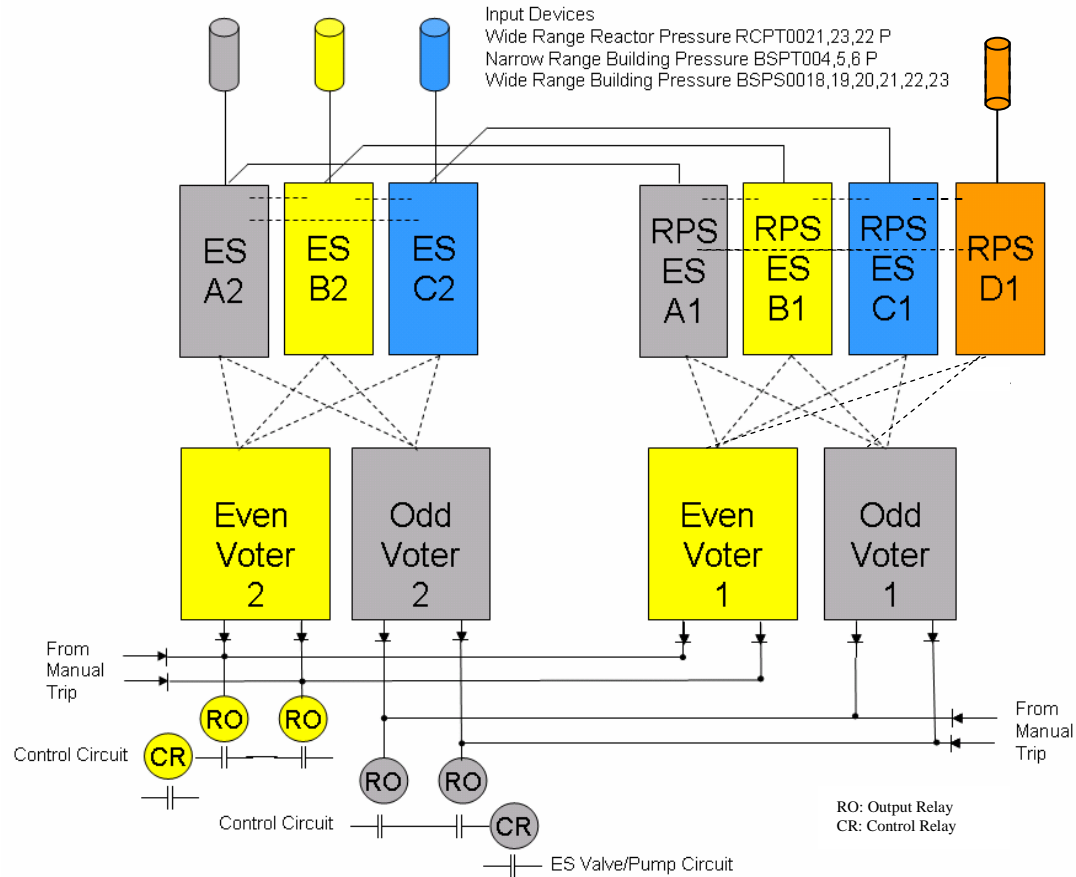 Input Devices
Wide Range Reactor Pressure RCPT0021,23,22 P
Narrow Range Building Pressure BSPT004,5,6 P
Wide Range Building Pressure BSPS0018,19,20,21,22,23
ES
A2
ES
B2
ES
C2
RPS
ES
A1
RPS
ES
B1
RPS
ES
C1
RPS
D1
Even
Voter
2
Odd
Voter
2
Even
Voter
1
Odd
Voter
1
From
Manual
Trip
From
Manual
Trip
RO
RO
Control Circuit
CR
RO
RO
Control Circuit
CR
ES Valve/Pump Circuit
RO: Output Relay
CR: Control Relay